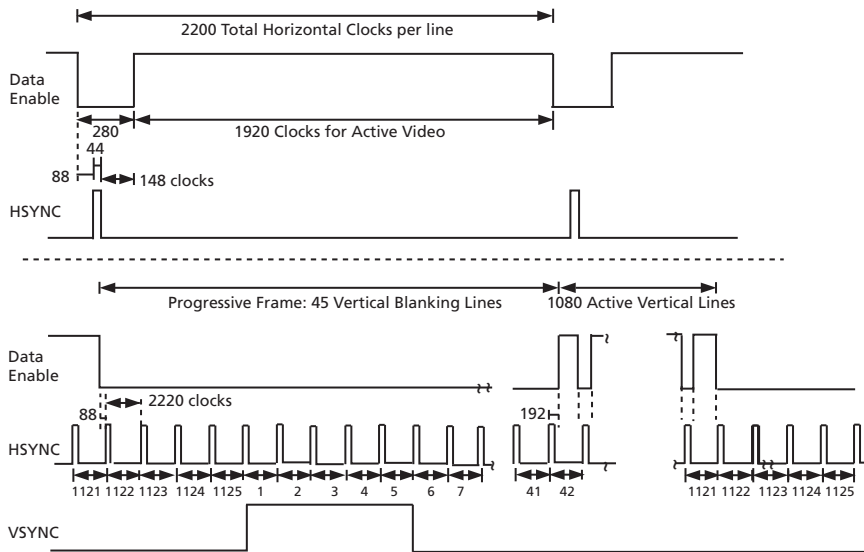 2200 Total Horizontal Clocks per line
Data
Enable
280
1920 Clocks for Active Video
44
88
148 clocks
HSYNC
Progressive Frame: 45 Vertical Blanking Lines
1080 Active Vertical Lines
Data
Enable
88
2220 clocks
192
HSYNC
1121 1122 1123 1124 1125 1 2 3 4 5 6 7 41 42 1121 1122 1123 1124 1125
VSYNC